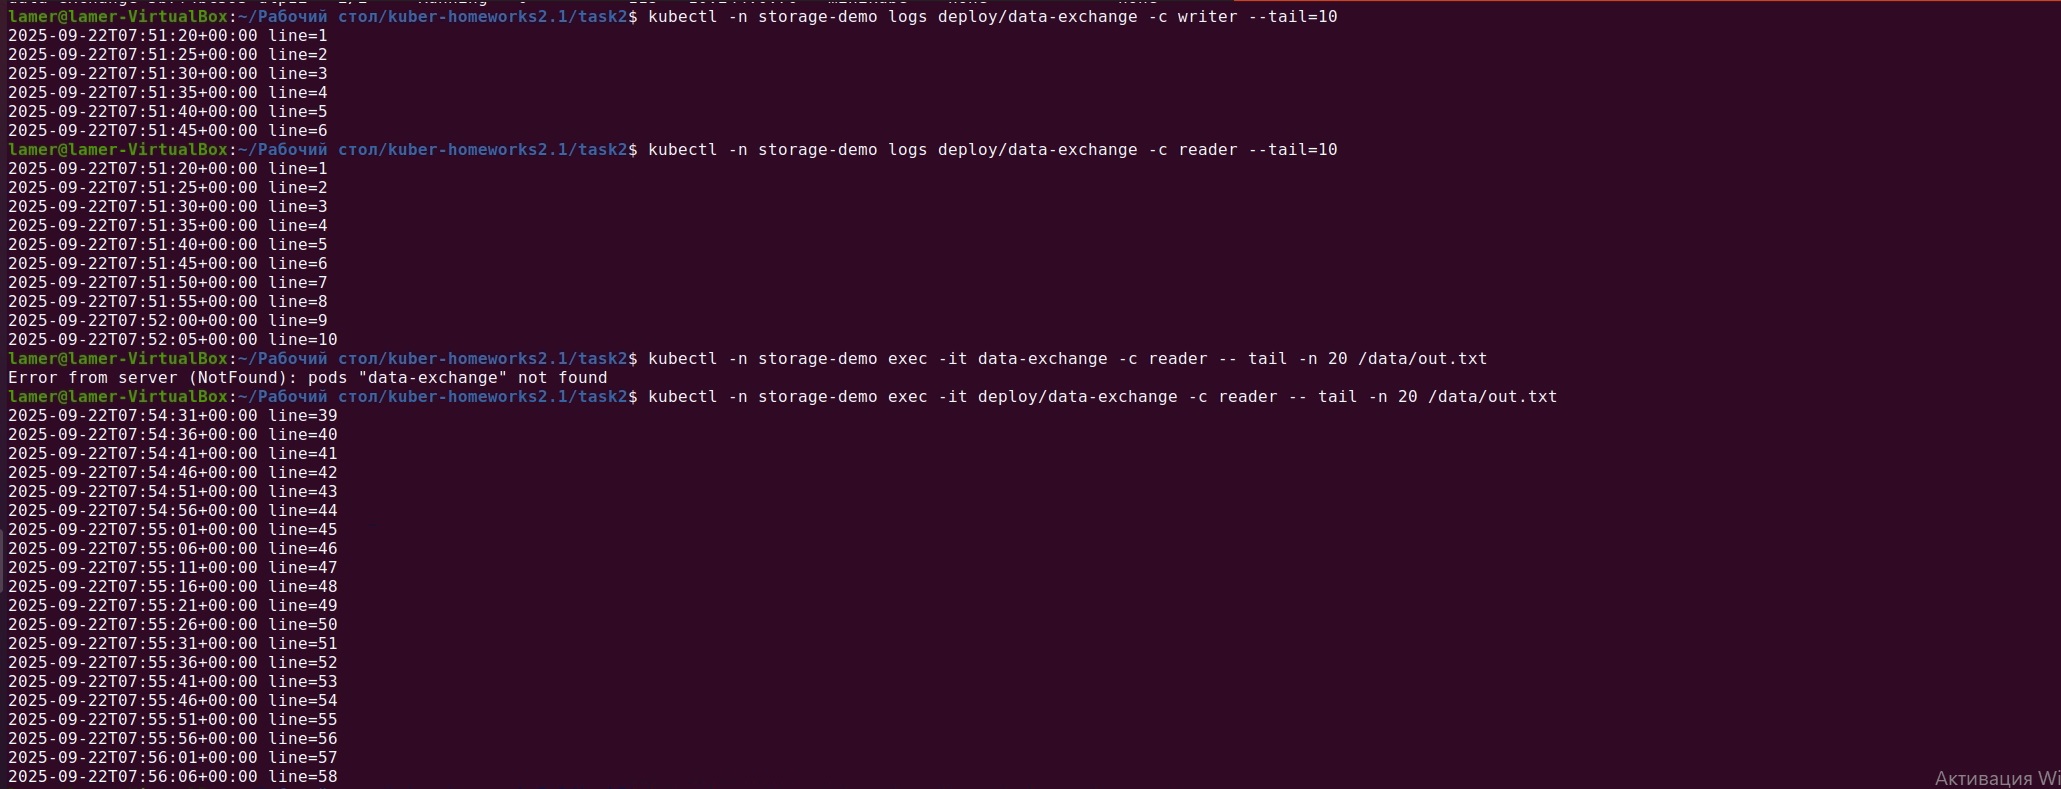 lamer@lamer-VirtualBox:~/Рабочий стол/kuber-homeworks2.1/task2$ kubectl -n storage-demo logs deploy/data-exchange -c writer --tail=10
2025-09-22T07:51:20+00:00 line=1
2025-09-22T07:51:25+00:00 line=2
2025-09-22T07:51:30+00:00 line=3
2025-09-22T07:51:35+00:00 line=4
2025-09-22T07:51:40+00:00 line=5
2025-09-22T07:51:45+00:00 line=6
lamer@lamer-VirtualBox:~/Рабочий стол/kuber-homeworks2.1/task2$ kubectl -n storage-demo logs deploy/data-exchange -c reader --tail=10
2025-09-22T07:51:20+00:00 line=1
2025-09-22T07:51:25+00:00 line=2
2025-09-22T07:51:30+00:00 line=3
2025-09-22T07:51:35+00:00 line=4
2025-09-22T07:51:40+00:00 line=5
2025-09-22T07:51:45+00:00 line=6
2025-09-22T07:51:50+00:00 line=7
2025-09-22T07:51:55+00:00 line=8
2025-09-22T07:52:00+00:00 line=9
2025-09-22T07:52:05+00:00 line=10
lamer@lamer-VirtualBox:~/Рабочий стол/kuber-homeworks2.1/task2$ kubectl -n storage-demo exec -it data-exchange -c reader -- tail -n 20 /data/out.txt
Error from server (NotFound): pods "data-exchange" not found
lamer@lamer-VirtualBox:~/Рабочий стол/kuber-homeworks2.1/task2$ kubectl -n storage-demo exec -it deploy/data-exchange -c reader -- tail -n 20 /data/out.txt
2025-09-22T07:54:31+00:00 line=39
2025-09-22T07:54:36+00:00 line=40
2025-09-22T07:54:41+00:00 line=41
2025-09-22T07:54:46+00:00 line=42
2025-09-22T07:54:51+00:00 line=43
2025-09-22T07:54:56+00:00 line=44
2025-09-22T07:55:01+00:00 line=45
2025-09-22T07:55:06+00:00 line=46
2025-09-22T07:55:11+00:00 line=47
2025-09-22T07:55:16+00:00 line=48
2025-09-22T07:55:21+00:00 line=49
2025-09-22T07:55:26+00:00 line=50
2025-09-22T07:55:31+00:00 line=51
2025-09-22T07:55:36+00:00 line=52
2025-09-22T07:55:41+00:00 line=53
2025-09-22T07:55:46+00:00 line=54
2025-09-22T07:55:51+00:00 line=55
2025-09-22T07:55:56+00:00 line=56
2025-09-22T07:56:01+00:00 line=57
2025-09-22T07:56:06+00:00 line=58
Активация Wi